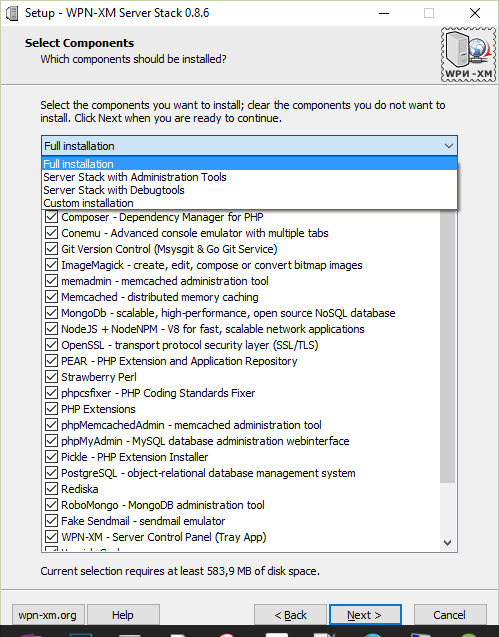 Setup - WPN-XM Server Stack 0.8.6
Select Components
Which components should be installed?
WPИ-XM
Select the components you want to install; clear the components you do not want to
install. Click Next when you are ready to continue.
Full installation
Full installation
Server Stack with Administration Tools
Server Stack with Debugtools
Custom installation
Composer - Dependency Manager for PHP
Conemu - Advanced console emulator with multiple tabs
Git Version Control (Msysgit & Go Git Service)
ImageMagick - create, edit, compose or convert bitmap images
memadmin - memcached administration tool
Memcached - distributed memory caching
MongoDb - scalable, high-performance, open source NoSQL database
NodeJS + NodeNPM - V8 for fast, scalable network applications
OpenSSL - transport protocol security layer (SSL/TLS)
PEAR - PHP Extension and Application Repository
Strawberry Perl
phpcsfixer - PHP Coding Standards Fixer
PHP Extensions
phpMemcachedAdmin - memcached administration tool
phpMyAdmin - MySQL database administration webinterface
Pickle - PHP Extension Installer
PostgreSQL - object-relational database management system
Rediska
RoboMongo - MongoDB administration tool
Fake Sendmail - sendmail emulator
WPN-XM - Server Control Panel (Tray App)
Current selection requires at least 583,9 MB of disk space.
wpn-xm.org
Help
< Back
Next >
Cancel